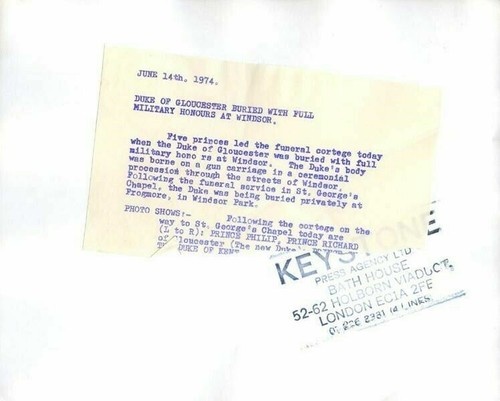 JUNE 14th. 1974.
DUKE OF GLOUCESTER BURIED WITH FULL
MILITARY HONOURS AT WINDSOR.
Five princes led the funeral cortege today
when the Duke of Gloucester was buried with full
military hono rs at Windsor. The Duke's body
was borne on a gun carriage in a ceremonial
procession through the streets of Windsor.
Following the funeral service in St. George's
Chapel, the Duke was being buried privately at
Frogmore, in Windsor Park.
PHOTO SHOWS:- Following the cortege on the
way to St. George's Chapel today are
(L to R): PRINCE PHILIP, PRINCE RICHARD
of Gloucester (The new Duke),
DUKE OF KENT
KEYSTONE
PRESS AGENCY LTD
BATH HOUSE
52-62 HOLBORN VIADUCT
LONDON EC1A 2FE
01-236 3331 (4 LINES)